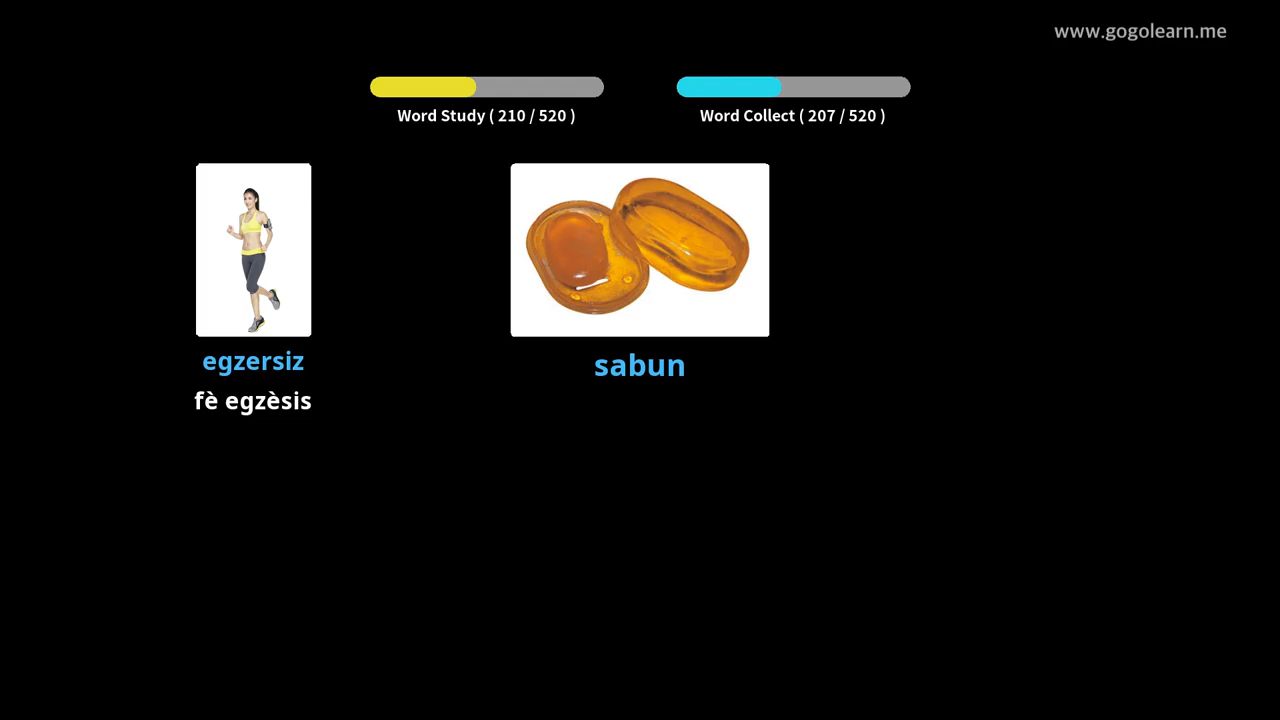 www.gogolearn.me
Word Study ( 210 / 520 )
Word Collect ( 207 / 520 )
egzersiz
fè egzèsis
sabun